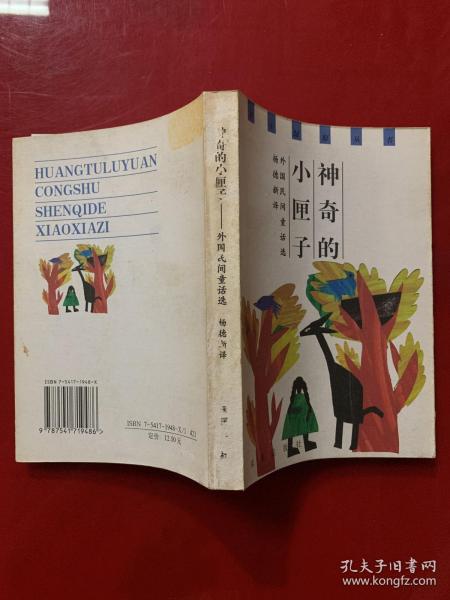 HUANGTULUYUAN
CONGSHU
SHENQIDE
XIAOXIAZI
ISBN 7-5417-1948-X
9 787541 719486 >
ISBN 7-5417-1948-X/I·421
定价：12.80元
神奇的小匣子——外国民间童话选 杨德新译
神奇的
小匣子
外国民间童话选
杨德新译
孔夫子旧书网
www.kongfz.com